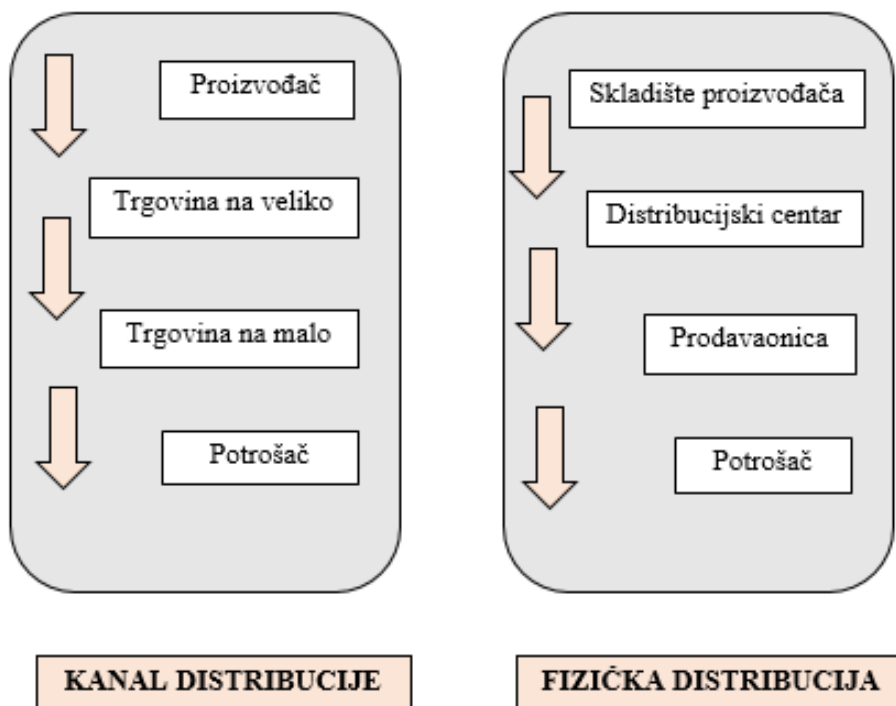 Proizvođač
Trgovina na veliko
Trgovina na malo
Potrošač
KANAL DISTRIBUCIJE
Skladište proizvođača
Distribucijski centar
Prodavaonica
Potrošač
FIZIČKA DISTRIBUCIJA